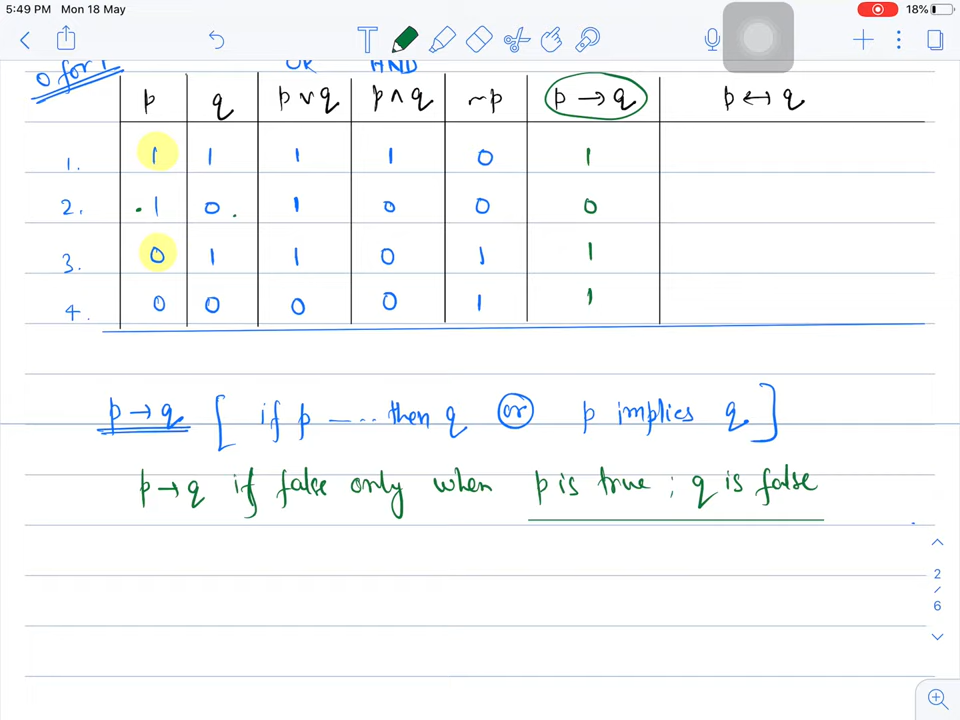 5:49 PM Mon 18 May 18%
0 for F
OR AND
p q p ∨ q p ∧ q ~p p → q p ↔ q
1. 1 1 1 1 0 1
2. 1 0 1 0 0 0
3. 0 1 1 0 1 1
4. 0 0 0 0 1 1
p → q [ if p ----.. then q or p implies q ]
p → q if false only when p is true ; q is false
2
/
6